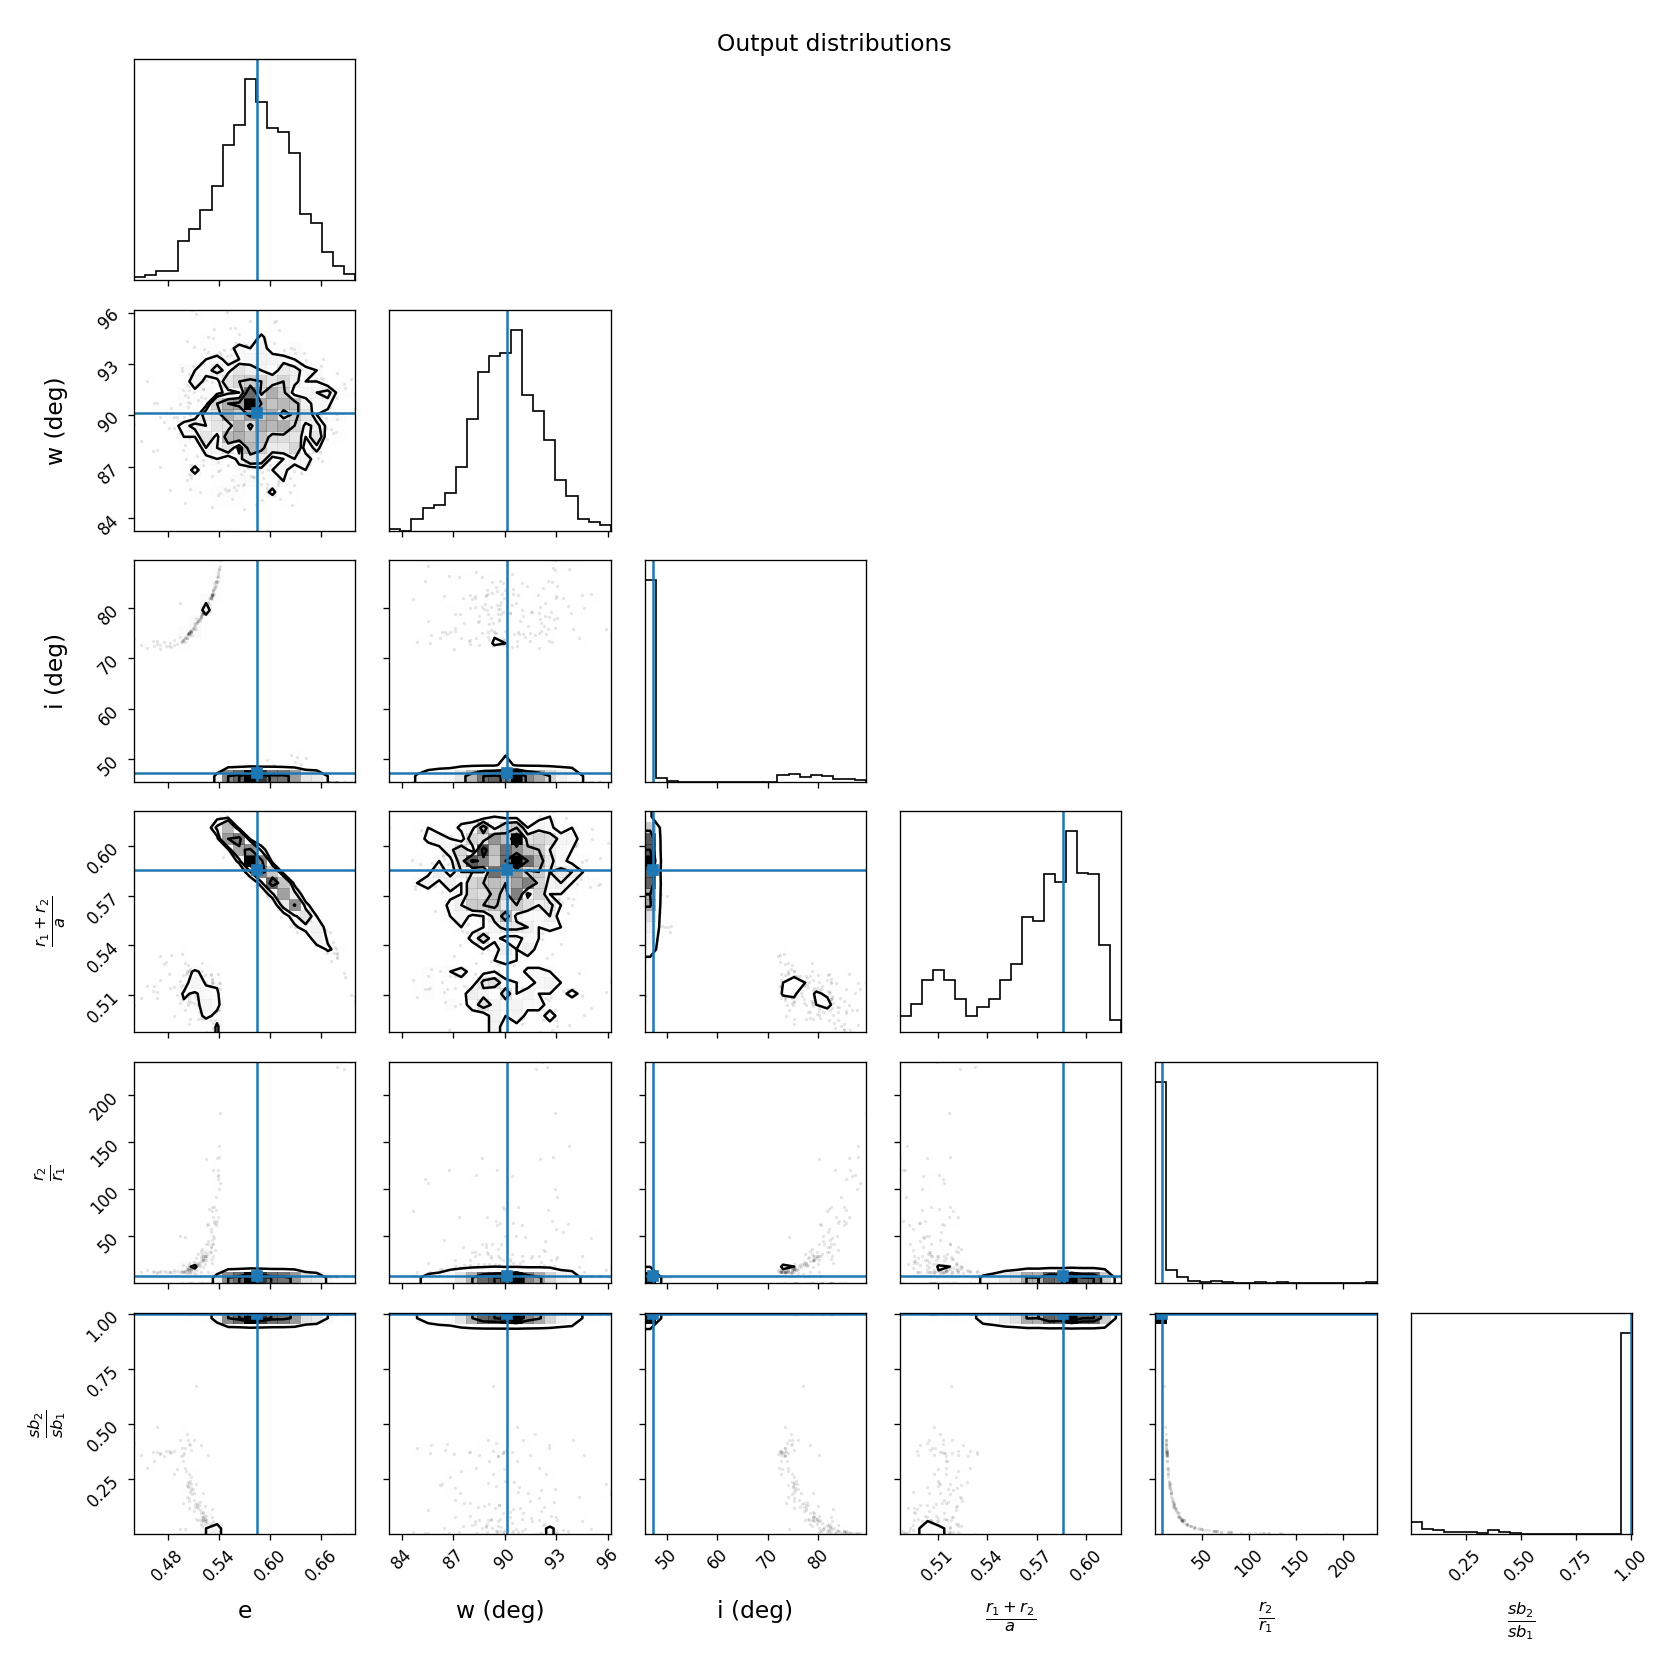 Output distributions
96
93
90
87
84
w (deg)
80
70
60
50
i (deg)
0.60
0.57
0.54
0.51
r₁ + r₂
a
200
150
100
50
r₂
r₁
1.00
0.75
0.50
0.25
sb₂
sb₁
0.48 0.54 0.60 0.66 84 87 90 93 96 50 60 70 80 0.51 0.54 0.57 0.60 50 100 150 200 0.25 0.50 0.75 1.00
e w (deg) i (deg)
r₁ + r₂ r₂ sb₂
a r₁ sb₁